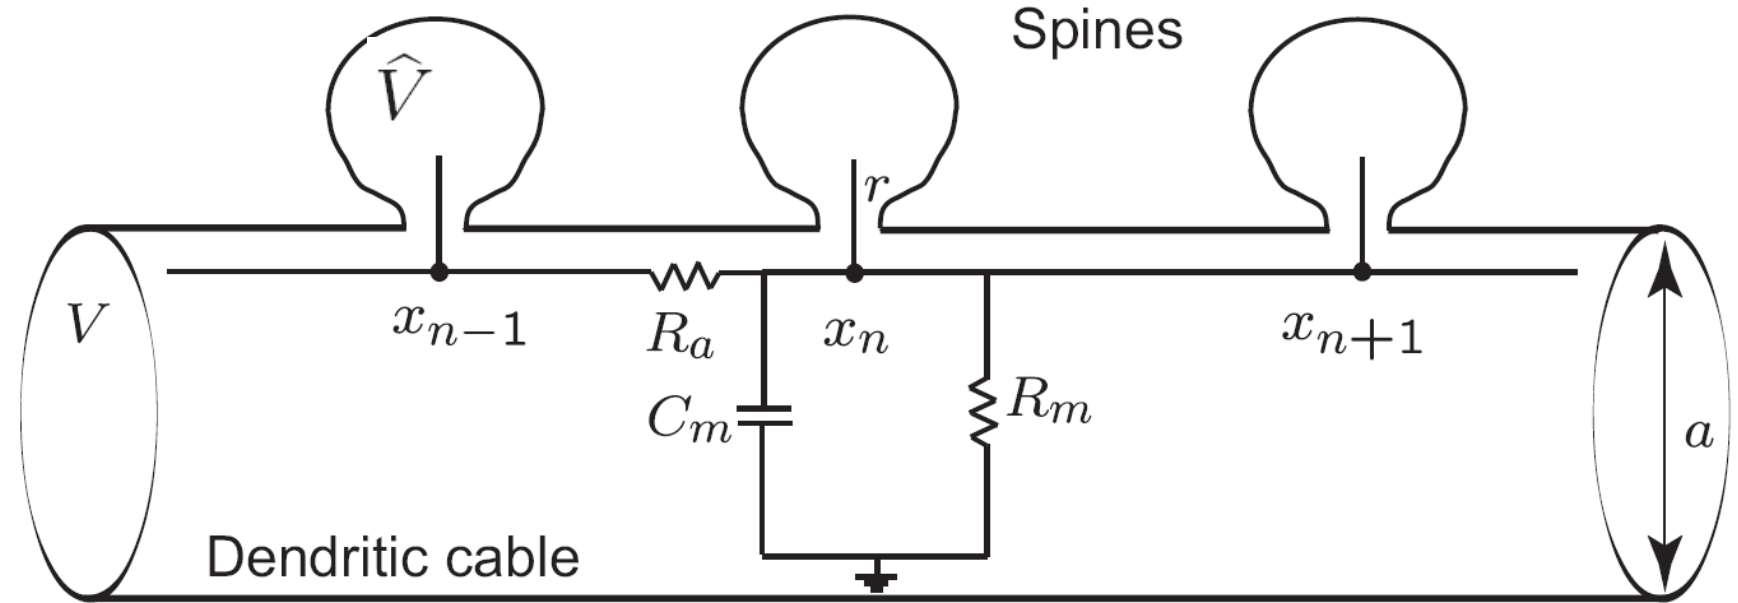 Spines
V̂
r
V
x_{n-1}
R_a
x_n
x_{n+1}
C_m
R_m
a
Dendritic cable